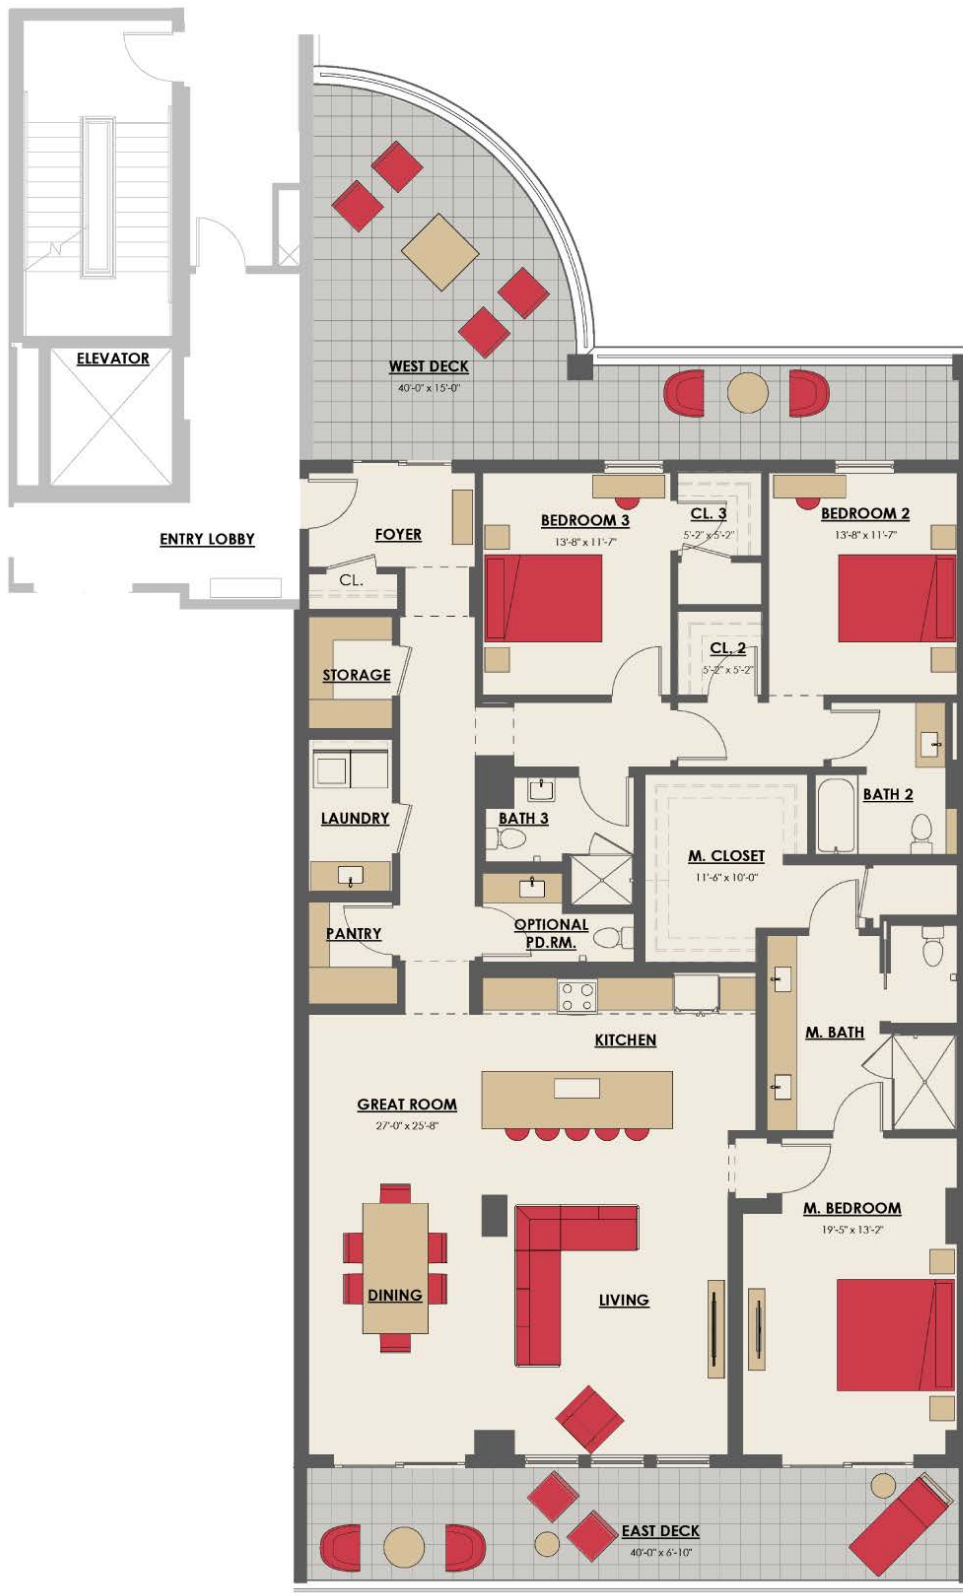 ELEVATOR
WEST DECK
40'-0" x 15'-0"
ENTRY LOBBY
FOYER
BEDROOM 3
13'-8" x 11'-7"
CL. 3
5'-2" x 5'-2"
BEDROOM 2
13'-8" x 11'-7"
CL.
STORAGE
CL. 2
5'-2" x 5'-2"
LAUNDRY
BATH 3
BATH 2
M. CLOSET
11'-6" x 10'-0"
PANTRY
OPTIONAL
PD.RM.
KITCHEN
M. BATH
GREAT ROOM
27'-0" x 25'-8"
M. BEDROOM
19'-5" x 13'-2"
DINING
LIVING
EAST DECK
40'-0" x 6'-10"